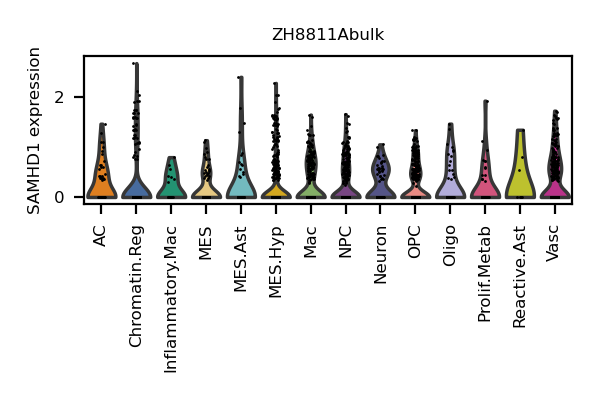 ZH8811Abulk
SAMHD1 expression
2
0
AC
Chromatin.Reg
Inflammatory.Mac
MES
MES.Ast
MES.Hyp
Mac
NPC
Neuron
OPC
Oligo
Prolif.Metab
Reactive.Ast
Vasc